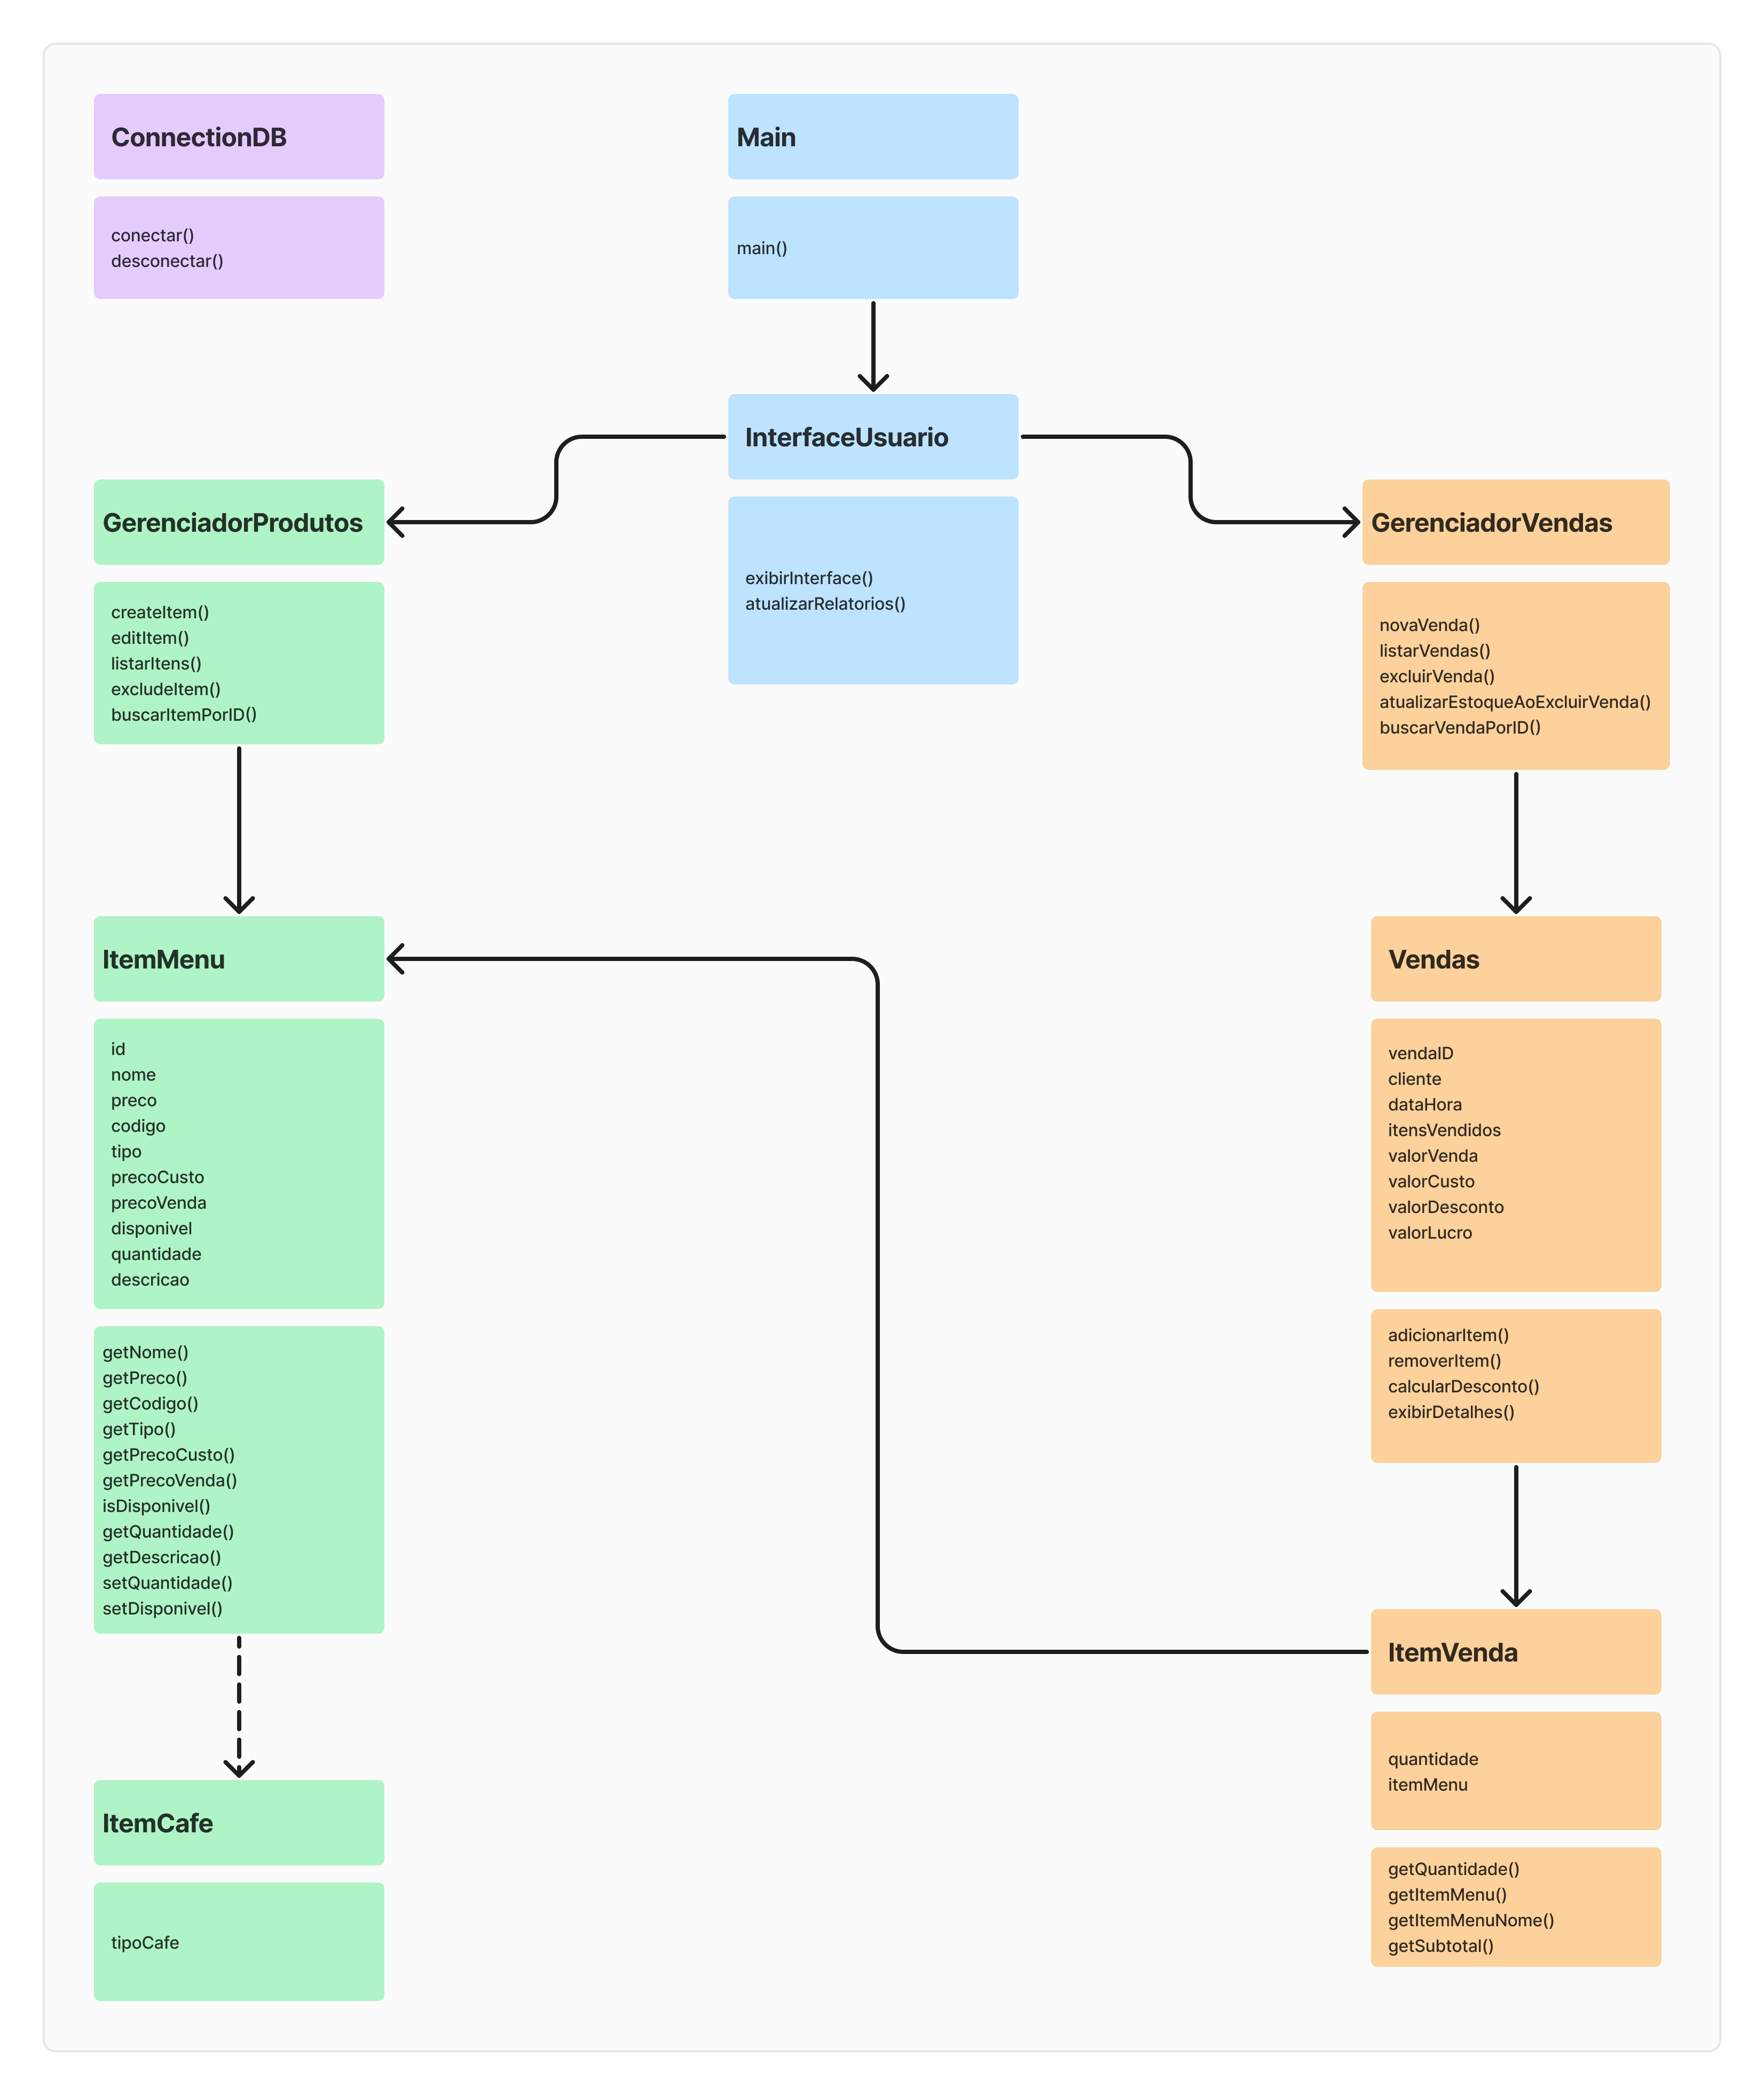 ConnectionDB
conectar()
desconectar()
Main
main()
InterfaceUsuario
exibirInterface()
atualizarRelatorios()
GerenciadorProdutos
createItem()
editItem()
listarItens()
excludeItem()
buscarItemPorID()
GerenciadorVendas
novaVenda()
listarVendas()
excluirVenda()
atualizarEstoqueAoExcluirVenda()
buscarVendaPorID()
ItemMenu
id
nome
preco
codigo
tipo
precoCusto
precoVenda
disponivel
quantidade
descricao
getNome()
getPreco()
getCodigo()
getTipo()
getPrecoCusto()
getPrecoVenda()
isDisponivel()
getQuantidade()
getDescricao()
setQuantidade()
setDisponivel()
Vendas
vendaID
cliente
dataHora
itensVendidos
valorVenda
valorCusto
valorDesconto
valorLucro
adicionarItem()
removerItem()
calcularDesconto()
exibirDetalhes()
ItemVenda
quantidade
itemMenu
getQuantidade()
getItemMenu()
getItemMenuNome()
getSubtotal()
ItemCafe
tipoCafe